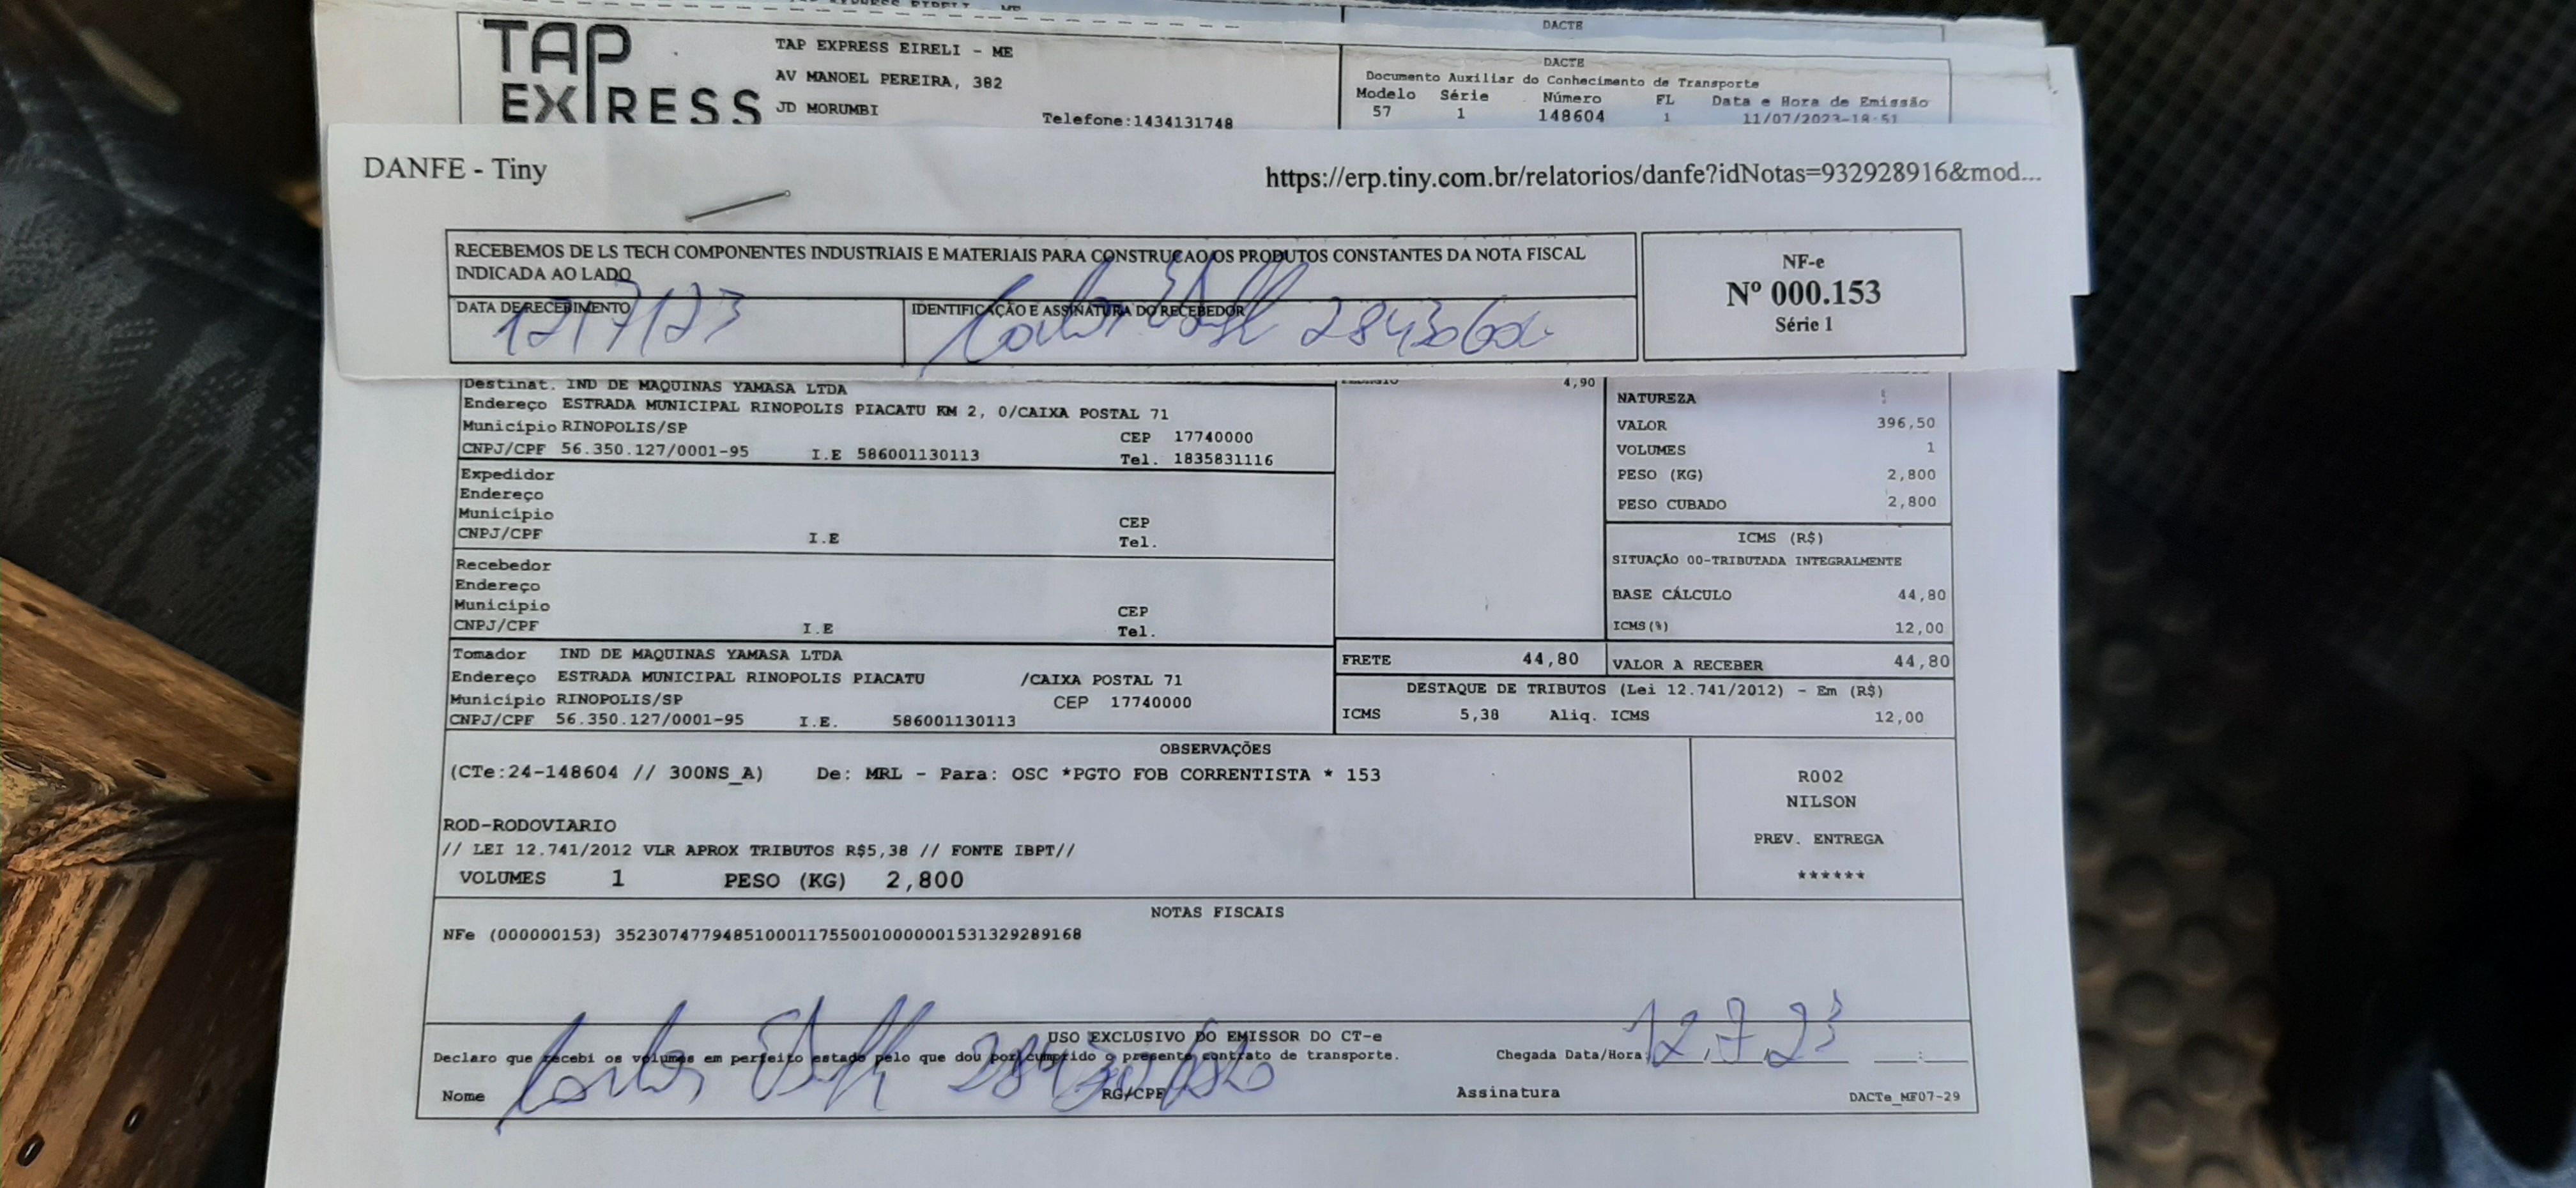 DACTE
TAP EXPRESS
TAP EXPRESS EIRELI - ME
AV MANOEL PEREIRA, 382
JD MORUMBI
Telefone:1434131748
DACTE
Documento Auxiliar do Conhecimento de Transporte
Modelo Série Número FL Data e Hora de Emissão
57 1 148604 1 11/07/2023-18:51
DANFE - Tiny
https://erp.tiny.com.br/relatorios/danfe?idNotas=932928916&mod...
RECEBEMOS DE LS TECH COMPONENTES INDUSTRIAIS E MATERIAIS PARA CONSTRUCAO OS PRODUTOS CONSTANTES DA NOTA FISCAL
INDICADA AO LADO
DATA DE RECEBIMENTO
12/7/23
IDENTIFICAÇÃO E ASSINATURA DO RECEBEDOR
NF-e
Nº 000.153
Série 1
Destinat. IND DE MAQUINAS YAMASA LTDA
Endereço ESTRADA MUNICIPAL RINOPOLIS PIACATU KM 2, 0/CAIXA POSTAL 71
Município RINOPOLIS/SP
CEP 17740000
CNPJ/CPF 56.350.127/0001-95 I.E 586001130113 Tel. 1835831116
4,90
NATUREZA
VALOR 396,50
VOLUMES 1
PESO (KG) 2,800
PESO CUBADO 2,800
Expedidor
Endereço
Município
CEP
CNPJ/CPF I.E Tel.
Recebedor
Endereço
Município
CEP
CNPJ/CPF I.E Tel.
ICMS (R$)
SITUAÇÃO 00-TRIBUTADA INTEGRALMENTE
BASE CÁLCULO 44,80
ICMS(%) 12,00
Tomador IND DE MAQUINAS YAMASA LTDA
Endereço ESTRADA MUNICIPAL RINOPOLIS PIACATU /CAIXA POSTAL 71
Município RINOPOLIS/SP CEP 17740000
CNPJ/CPF 56.350.127/0001-95 I.E. 586001130113
FRETE 44,80 VALOR A RECEBER 44,80
DESTAQUE DE TRIBUTOS (Lei 12.741/2012) - Em (R$)
ICMS 5,38 Aliq. ICMS 12,00
OBSERVAÇÕES
(CTe:24-148604 // 300NS_A) De: MRL - Para: OSC *PGTO FOB CORRENTISTA * 153
ROD-RODOVIARIO
// LEI 12.741/2012 VLR APROX TRIBUTOS R$5,38 // FONTE IBPT//
VOLUMES 1 PESO (KG) 2,800
R002
NILSON
PREV. ENTREGA
******
NOTAS FISCAIS
NFe (000000153) 35230747794851000117550010000001531329289168
USO EXCLUSIVO DO EMISSOR DO CT-e
Declaro que recebi os volumes em perfeito estado pelo que dou por cumprido o presente contrato de transporte.
Chegada Data/Hora: 12/7/23 :
Nome RG/CPF Assinatura
DACTe_MF07-29